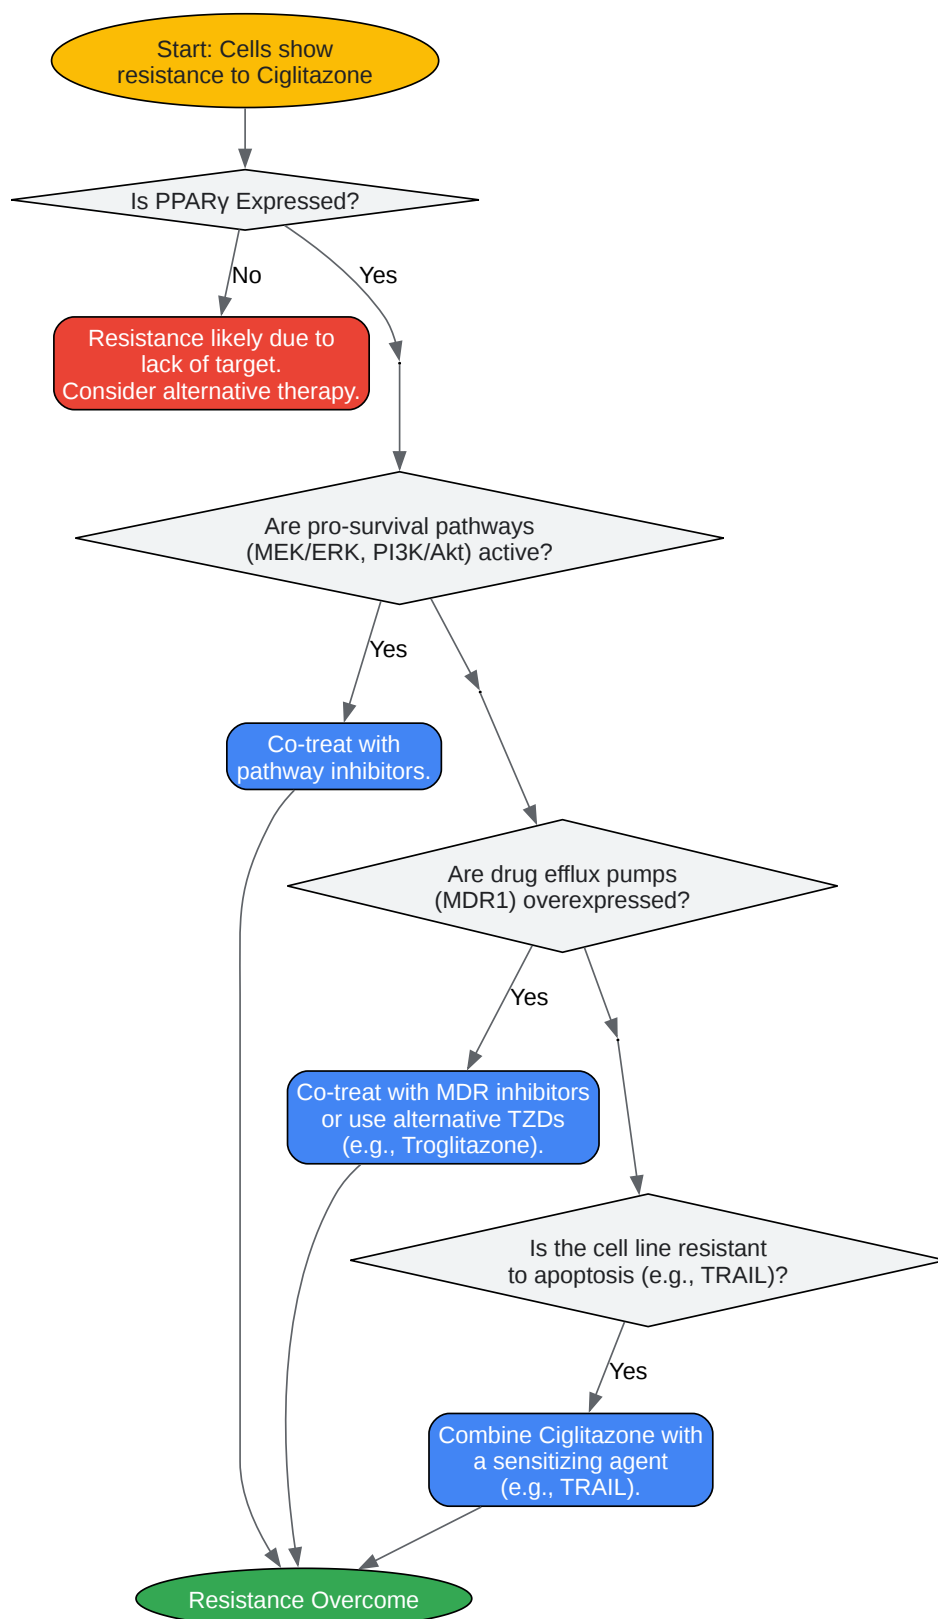 Start: Cells show
resistance to Ciglitazone
Is PPARγ Expressed?
No
Yes
Resistance likely due to
lack of target.
Consider alternative therapy.
Are pro-survival pathways
(MEK/ERK, PI3K/Akt) active?
Yes
Co-treat with
pathway inhibitors.
Are drug efflux pumps
(MDR1) overexpressed?
Yes
Co-treat with MDR inhibitors
or use alternative TZDs
(e.g., Troglitazone).
Is the cell line resistant
to apoptosis (e.g., TRAIL)?
Yes
Combine Ciglitazone with
a sensitizing agent
(e.g., TRAIL).
Resistance Overcome